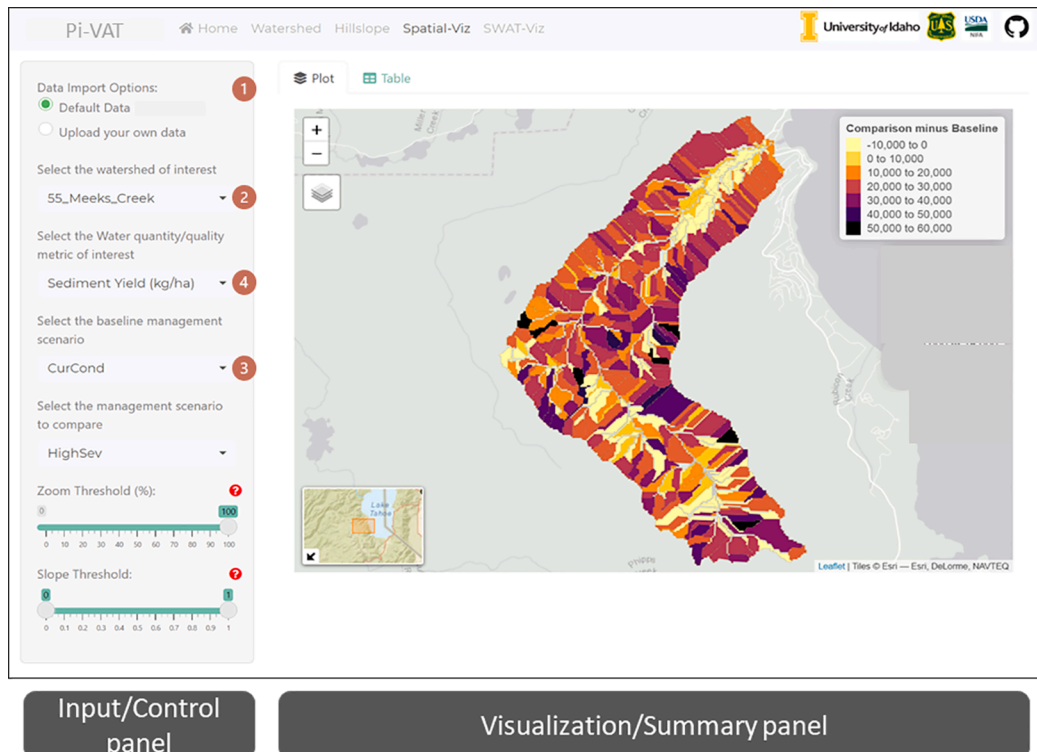 Pi-VAT
Home Watershed Hillslope Spatial-Viz SWAT-Viz
University of Idaho
USDA
NIFA
Data Import Options:
1
Default Data
Upload your own data
Select the watershed of interest
55_Meeks_Creek
2
Select the Water quantity/quality
metric of interest
Sediment Yield (kg/ha)
4
Select the baseline management
scenario
CurCond
3
Select the management scenario
to compare
HighSev
Zoom Threshold (%):
?
0 100
0 10 20 30 40 50 60 70 80 90 100
Slope Threshold:
?
0 1
0 0.1 0.2 0.3 0.4 0.5 0.6 0.7 0.8 0.9 1
Plot Table
+
−
Creek
Comparison minus Baseline
-10,000 to 0
0 to 10,000
10,000 to 20,000
20,000 to 30,000
30,000 to 40,000
40,000 to 50,000
50,000 to 60,000
Lake
Tahoe
Leaflet | Tiles © Esri — Esri, DeLorme, NAVTEQ
Input/Control
panel
Visualization/Summary panel